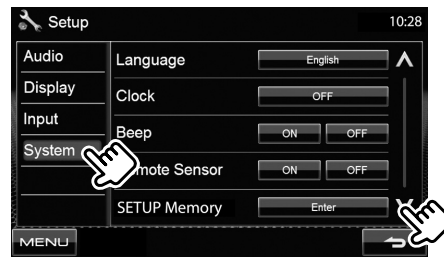 Setup 10:28
Audio
Display
Input
System
Language English
Clock OFF
Beep ON OFF
mote Sensor ON OFF
SETUP Memory Enter
MENU